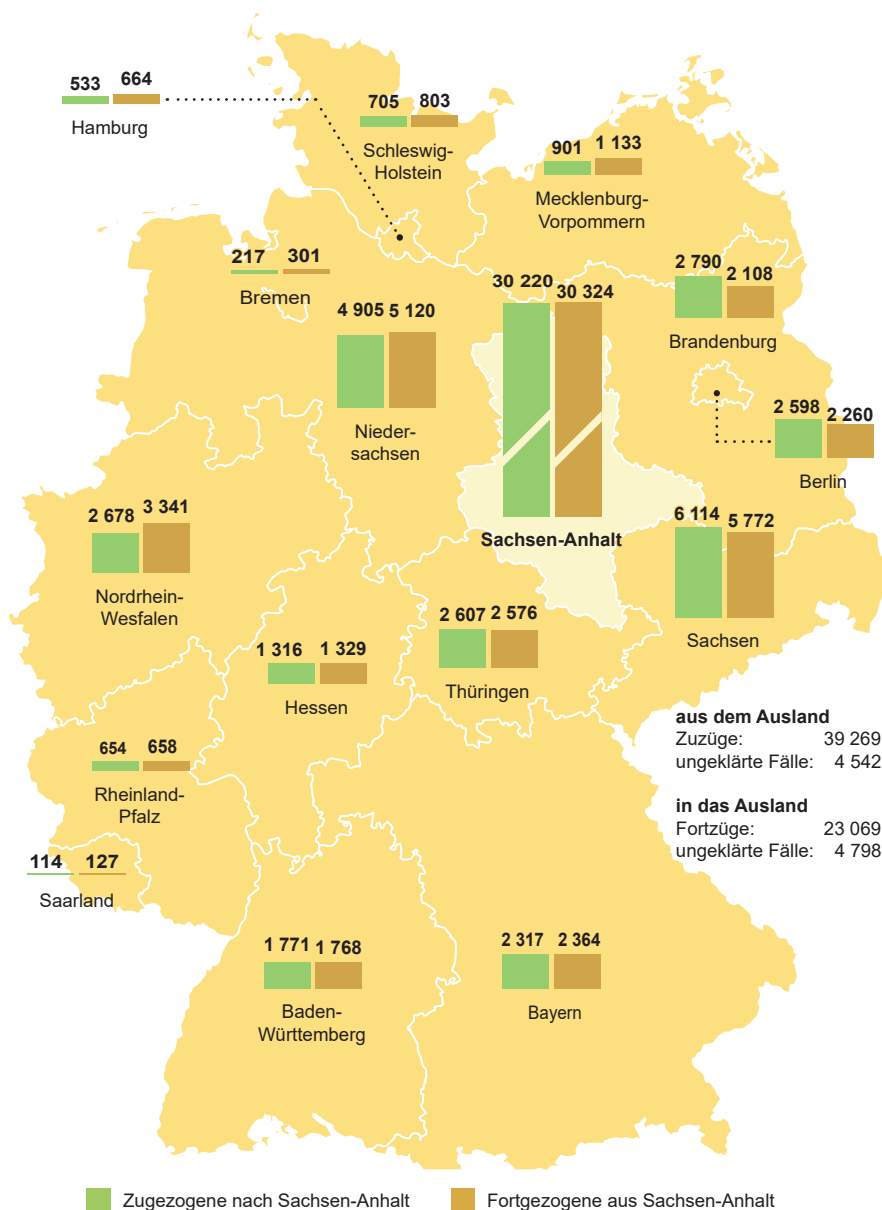 533 664
Hamburg
705 803
Schleswig-
Holstein
901 1 133
Mecklenburg-
Vorpommern
217 301
Bremen
4 905 5 120
Nieder-
sachsen
30 220 30 324
Sachsen-Anhalt
2 790 2 108
Brandenburg
2 598 2 260
Berlin
2 678 3 341
Nordrhein-
Wesfalen
6 114 5 772
Sachsen
1 316 1 329
Hessen
2 607 2 576
Thüringen
654 658
Rheinland-
Pfalz
114 127
Saarland
aus dem Ausland
Zuzüge: 39 269
ungeklärte Fälle: 4 542
in das Ausland
Fortzüge: 23 069
ungeklärte Fälle: 4 798
1 771 1 768
Baden-
Württemberg
2 317 2 364
Bayern
Zugezogene nach Sachsen-Anhalt Fortgezogene aus Sachsen-Anhalt